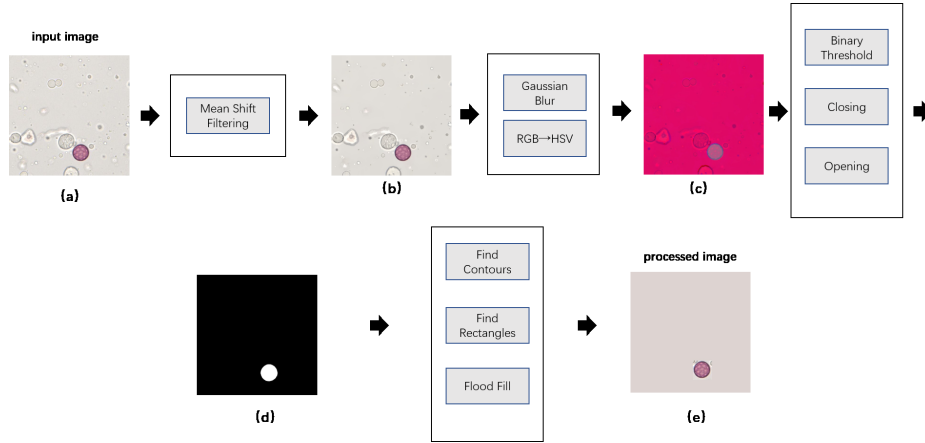 input image
Mean Shift
Filtering
(a)
(b)
Gaussian
Blur
RGB→HSV
(c)
Binary
Threshold
Closing
Opening
(d)
Find
Contours
Find
Rectangles
Flood Fill
processed image
(e)